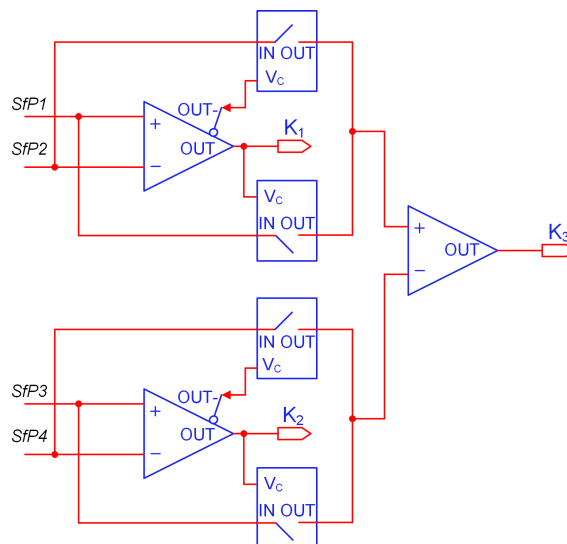 IN OUT
VC
SfP1
OUT-
K1
+
SfP2
OUT
−
VC
IN OUT
+
OUT
K3
−
IN OUT
VC
SfP3
OUT-
K2
+
SfP4
OUT
−
VC
IN OUT